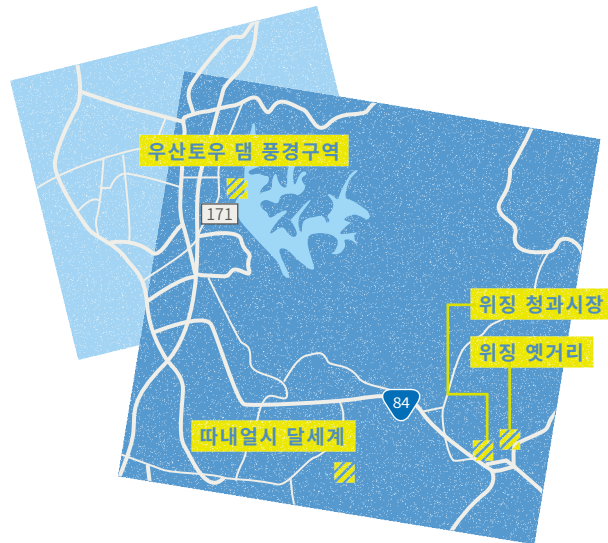 우산토우 댐 풍경구역
171
위징 청과시장
위징 옛거리
84
따내얼시 달세계